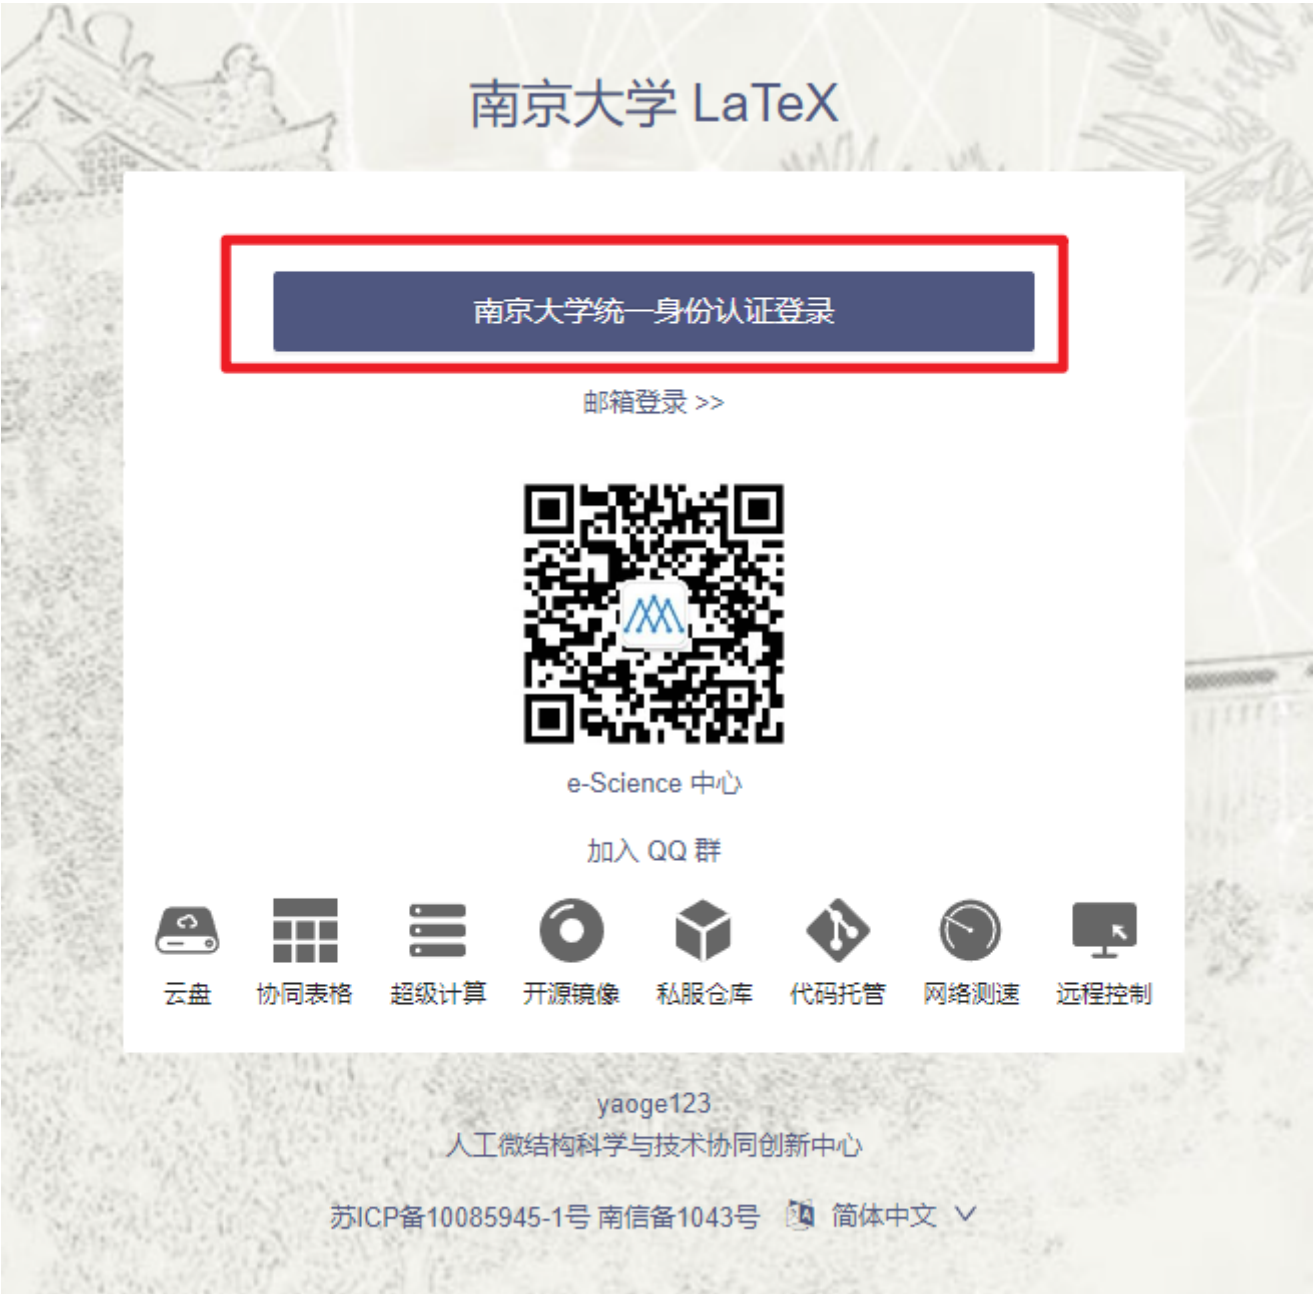 南京大学 LaTeX
南京大学统一身份认证登录
邮箱登录 >>
e-Science 中心
加入 QQ 群
云盘 协同表格 超级计算 开源镜像 私服仓库 代码托管 网络测速 远程控制
yaoge123
人工微结构科学与技术协同创新中心
苏ICP备10085945-1号 南信备1043号 简体中文